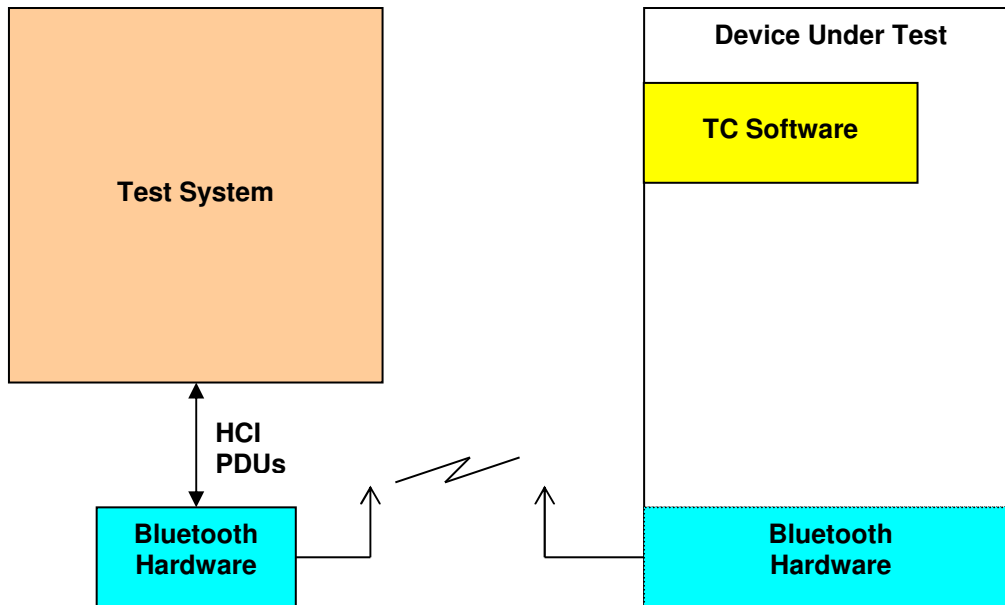 Device Under Test
TC Software
Test System
HCI
PDUs
Bluetooth
Hardware
Bluetooth
Hardware